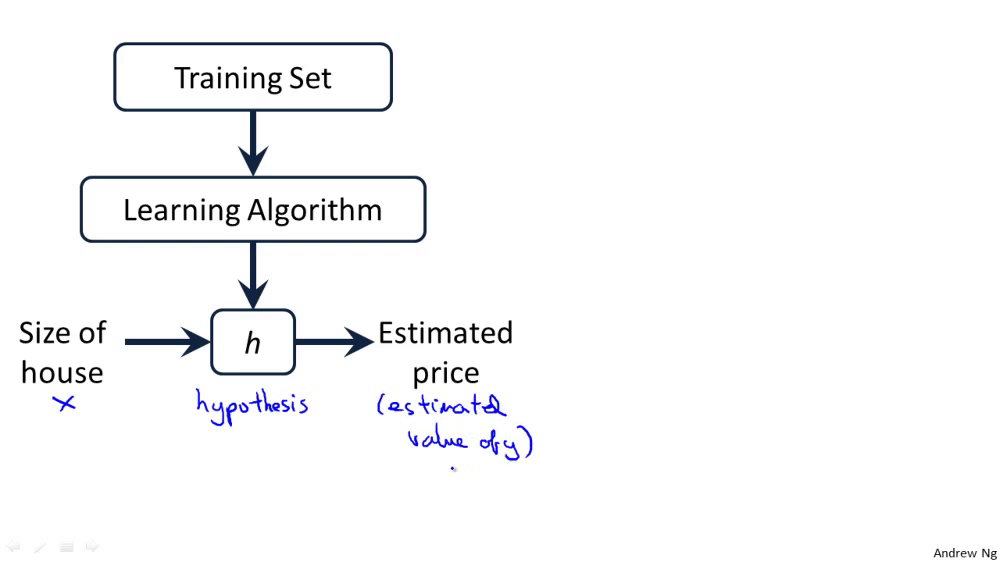 Training Set
Learning Algorithm
Size of
house
x
h
hypothesis
Estimated
price
(estimated
value of y)
Andrew Ng